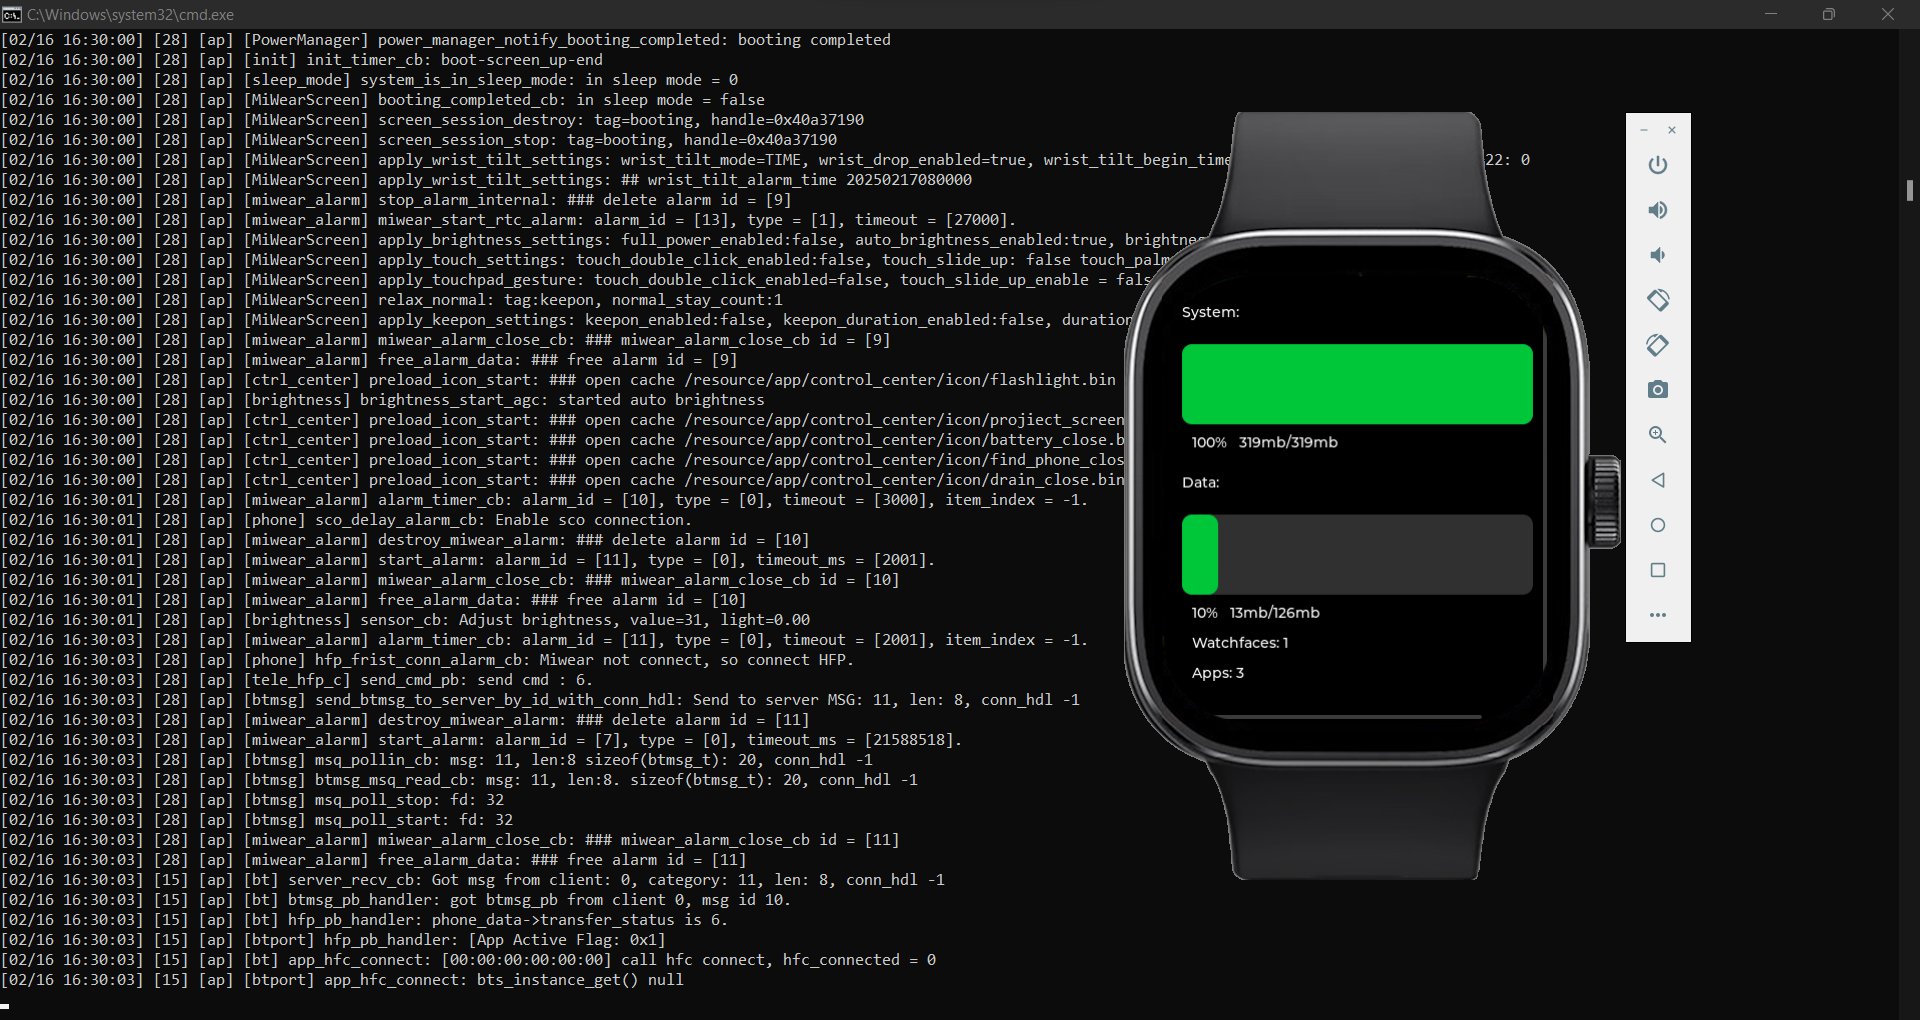 C:\Windows\system32\cmd.exe
[02/16 16:30:00] [28] [ap] [PowerManager] power_manager_notify_booting_completed: booting completed
[02/16 16:30:00] [28] [ap] [init] init_timer_cb: boot-screen_up-end
[02/16 16:30:00] [28] [ap] [sleep_mode] system_is_in_sleep_mode: in sleep mode = 0
[02/16 16:30:00] [28] [ap] [MiWearScreen] booting_completed_cb: in sleep mode = false
[02/16 16:30:00] [28] [ap] [MiWearScreen] screen_session_destroy: tag=booting, handle=0x40a37190
[02/16 16:30:00] [28] [ap] [MiWearScreen] screen_session_stop: tag=booting, handle=0x40a37190
[02/16 16:30:00] [28] [ap] [MiWearScreen] apply_wrist_tilt_settings: wrist_tilt_mode=TIME, wrist_drop_enabled=true, wrist_tilt_begin_time 22: 0
[02/16 16:30:00] [28] [ap] [MiWearScreen] apply_wrist_tilt_settings: ## wrist_tilt_alarm_time 20250217080000
[02/16 16:30:00] [28] [ap] [miwear_alarm] stop_alarm_internal: ### delete alarm id = [9]
[02/16 16:30:00] [28] [ap] [miwear_alarm] miwear_start_rtc_alarm: alarm_id = [13], type = [1], timeout = [27000].
[02/16 16:30:00] [28] [ap] [MiWearScreen] apply_brightness_settings: full_power_enabled:false, auto_brightness_enabled:true, brightnes
[02/16 16:30:00] [28] [ap] [MiWearScreen] apply_touch_settings: touch_double_click_enabled:false, touch_slide_up: false touch_palm
[02/16 16:30:00] [28] [ap] [MiWearScreen] apply_touchpad_gesture: touch_double_click_enabled=false, touch_slide_up_enable = fals
[02/16 16:30:00] [28] [ap] [MiWearScreen] relax_normal: tag:keepon, normal_stay_count:1
[02/16 16:30:00] [28] [ap] [MiWearScreen] apply_keepon_settings: keepon_enabled:false, keepon_duration_enabled:false, duration
[02/16 16:30:00] [28] [ap] [miwear_alarm] miwear_alarm_close_cb: ### miwear_alarm_close_cb id = [9]
[02/16 16:30:00] [28] [ap] [miwear_alarm] free_alarm_data: ### free alarm id = [9]
[02/16 16:30:00] [28] [ap] [ctrl_center] preload_icon_start: ### open cache /resource/app/control_center/icon/flashlight.bin
[02/16 16:30:00] [28] [ap] [brightness] brightness_start_agc: started auto brightness
[02/16 16:30:00] [28] [ap] [ctrl_center] preload_icon_start: ### open cache /resource/app/control_center/icon/projiect_screen
[02/16 16:30:00] [28] [ap] [ctrl_center] preload_icon_start: ### open cache /resource/app/control_center/icon/battery_close.b
[02/16 16:30:00] [28] [ap] [ctrl_center] preload_icon_start: ### open cache /resource/app/control_center/icon/find_phone_clos
[02/16 16:30:00] [28] [ap] [ctrl_center] preload_icon_start: ### open cache /resource/app/control_center/icon/drain_close.bin
[02/16 16:30:01] [28] [ap] [miwear_alarm] alarm_timer_cb: alarm_id = [10], type = [0], timeout = [3000], item_index = -1.
[02/16 16:30:01] [28] [ap] [phone] sco_delay_alarm_cb: Enable sco connection.
[02/16 16:30:01] [28] [ap] [miwear_alarm] destroy_miwear_alarm: ### delete alarm id = [10]
[02/16 16:30:01] [28] [ap] [miwear_alarm] start_alarm: alarm_id = [11], type = [0], timeout_ms = [2001].
[02/16 16:30:01] [28] [ap] [miwear_alarm] miwear_alarm_close_cb: ### miwear_alarm_close_cb id = [10]
[02/16 16:30:01] [28] [ap] [miwear_alarm] free_alarm_data: ### free alarm id = [10]
[02/16 16:30:01] [28] [ap] [brightness] sensor_cb: Adjust brightness, value=31, light=0.00
[02/16 16:30:03] [28] [ap] [miwear_alarm] alarm_timer_cb: alarm_id = [11], type = [0], timeout = [2001], item_index = -1.
[02/16 16:30:03] [28] [ap] [phone] hfp_frist_conn_alarm_cb: Miwear not connect, so connect HFP.
[02/16 16:30:03] [28] [ap] [tele_hfp_c] send_cmd_pb: send cmd : 6.
[02/16 16:30:03] [28] [ap] [btmsg] send_btmsg_to_server_by_id_with_conn_hdl: Send to server MSG: 11, len: 8, conn_hdl -1
[02/16 16:30:03] [28] [ap] [miwear_alarm] destroy_miwear_alarm: ### delete alarm id = [11]
[02/16 16:30:03] [28] [ap] [miwear_alarm] start_alarm: alarm_id = [7], type = [0], timeout_ms = [21588518].
[02/16 16:30:03] [28] [ap] [btmsg] msq_pollin_cb: msg: 11, len:8 sizeof(btmsg_t): 20, conn_hdl -1
[02/16 16:30:03] [28] [ap] [btmsg] btmsg_msq_read_cb: msg: 11, len:8. sizeof(btmsg_t): 20, conn_hdl -1
[02/16 16:30:03] [28] [ap] [btmsg] msq_poll_stop: fd: 32
[02/16 16:30:03] [28] [ap] [btmsg] msq_poll_start: fd: 32
[02/16 16:30:03] [28] [ap] [miwear_alarm] miwear_alarm_close_cb: ### miwear_alarm_close_cb id = [11]
[02/16 16:30:03] [28] [ap] [miwear_alarm] free_alarm_data: ### free alarm id = [11]
[02/16 16:30:03] [15] [ap] [bt] server_recv_cb: Got msg from client: 0, category: 11, len: 8, conn_hdl -1
[02/16 16:30:03] [15] [ap] [bt] btmsg_pb_handler: got btmsg_pb from client 0, msg id 10.
[02/16 16:30:03] [15] [ap] [bt] hfp_pb_handler: phone_data->transfer_status is 6.
[02/16 16:30:03] [15] [ap] [btport] hfp_pb_handler: [App Active Flag: 0x1]
[02/16 16:30:03] [15] [ap] [bt] app_hfc_connect: [00:00:00:00:00:00] call hfc connect, hfc_connected = 0
[02/16 16:30:03] [15] [ap] [btport] app_hfc_connect: bts_instance_get() null
System:
100% 319mb/319mb
Data:
10% 13mb/126mb
Watchfaces: 1
Apps: 3